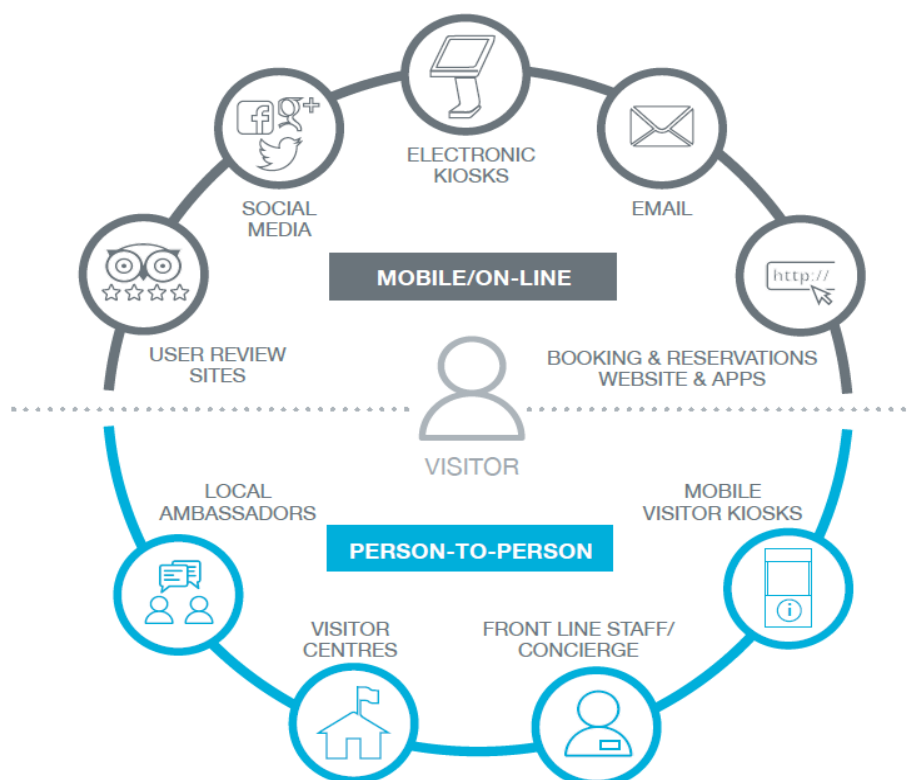 ELECTRONIC
KIOSKS
SOCIAL
MEDIA
EMAIL
MOBILE/ON-LINE
http://
USER REVIEW
SITES
BOOKING & RESERVATIONS
WEBSITE & APPS
VISITOR
LOCAL
AMBASSADORS
MOBILE
VISITOR KIOSKS
PERSON-TO-PERSON
VISITOR
CENTRES
FRONT LINE STAFF/
CONCIERGE